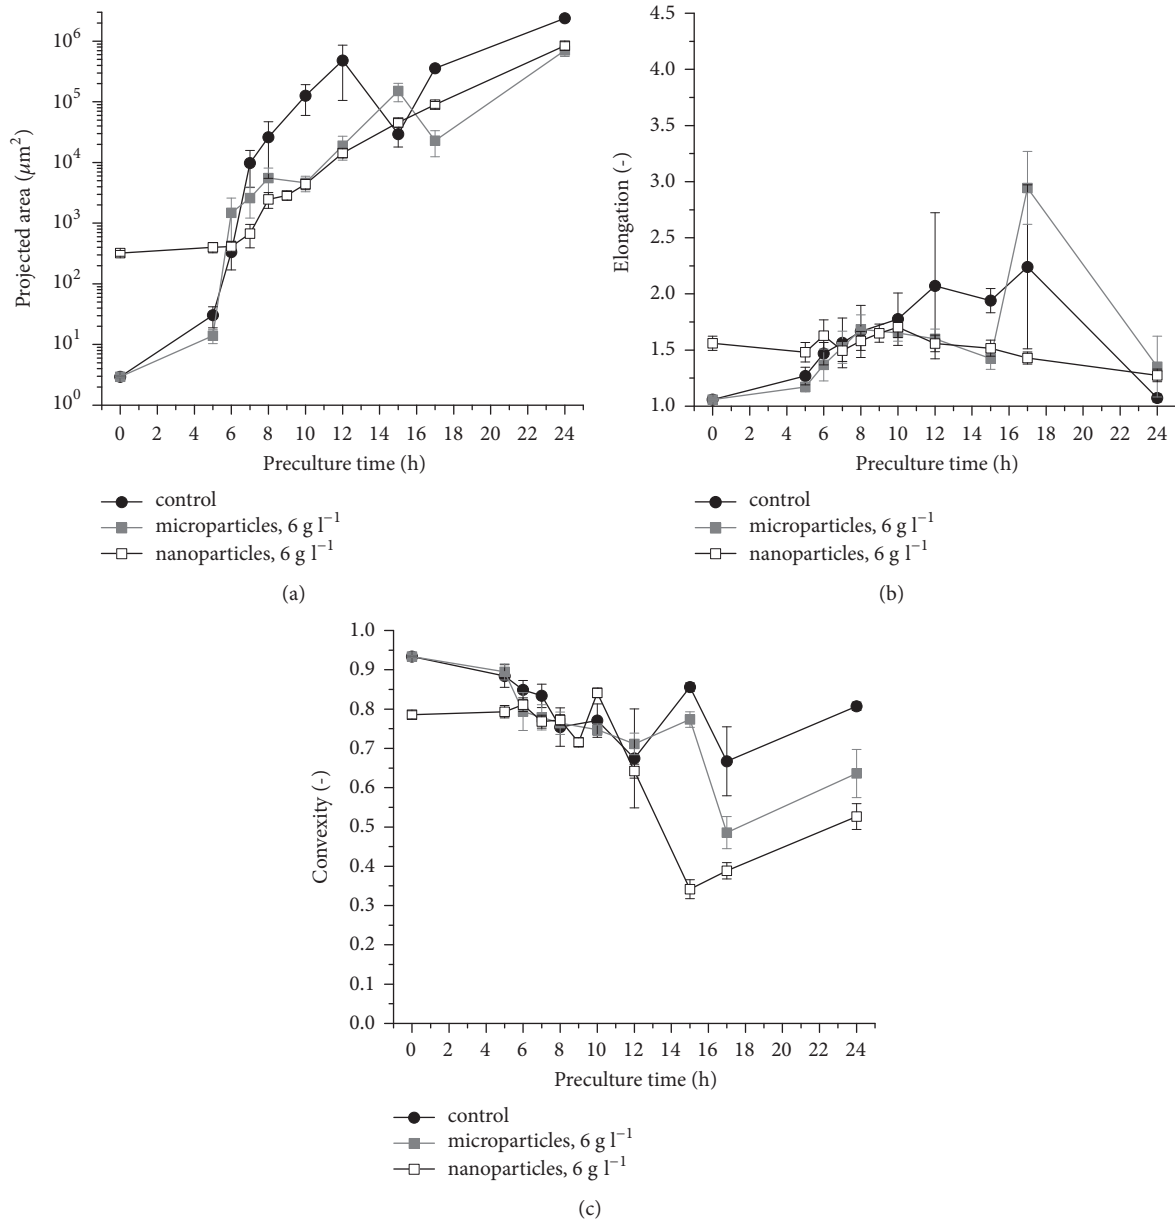 10^6
10^5
10^4
10^3
10^2
10^1
10^0
Projected area (μm^2)
0 2 4 6 8 10 12 14 16 18 20 22 24
Preculture time (h)
control
microparticles, 6 g l^−1
nanoparticles, 6 g l^−1
(a)
4.5
4.0
3.5
3.0
2.5
2.0
1.5
1.0
Elongation (-)
0 2 4 6 8 10 12 14 16 18 20 22 24
Preculture time (h)
control
microparticles, 6 g l^−1
nanoparticles, 6 g l^−1
(b)
1.0
0.9
0.8
0.7
0.6
0.5
0.4
0.3
0.2
0.1
0.0
Convexity (-)
0 2 4 6 8 10 12 14 16 18 20 22 24
Preculture time (h)
control
microparticles, 6 g l^−1
nanoparticles, 6 g l^−1
(c)